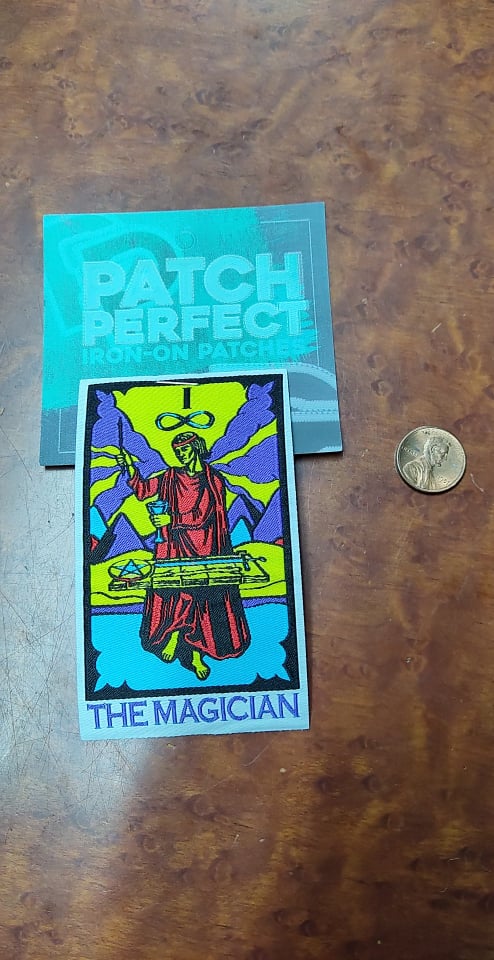 PATCH
PERFECT
IRON-ON PATCHES
I
THE MAGICIAN